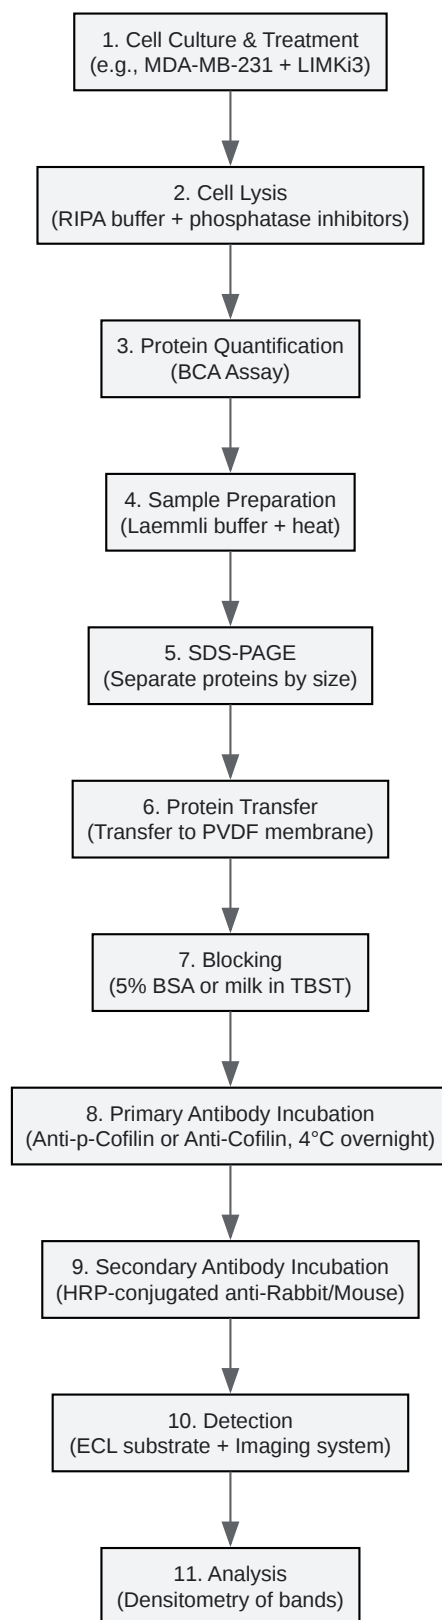 1. Cell Culture & Treatment
(e.g., MDA-MB-231 + LIMKi3)
2. Cell Lysis
(RIPA buffer + phosphatase inhibitors)
3. Protein Quantification
(BCA Assay)
4. Sample Preparation
(Laemmli buffer + heat)
5. SDS-PAGE
(Separate proteins by size)
6. Protein Transfer
(Transfer to PVDF membrane)
7. Blocking
(5% BSA or milk in TBST)
8. Primary Antibody Incubation
(Anti-p-Cofilin or Anti-Cofilin, 4°C overnight)
9. Secondary Antibody Incubation
(HRP-conjugated anti-Rabbit/Mouse)
10. Detection
(ECL substrate + Imaging system)
11. Analysis
(Densitometry of bands)